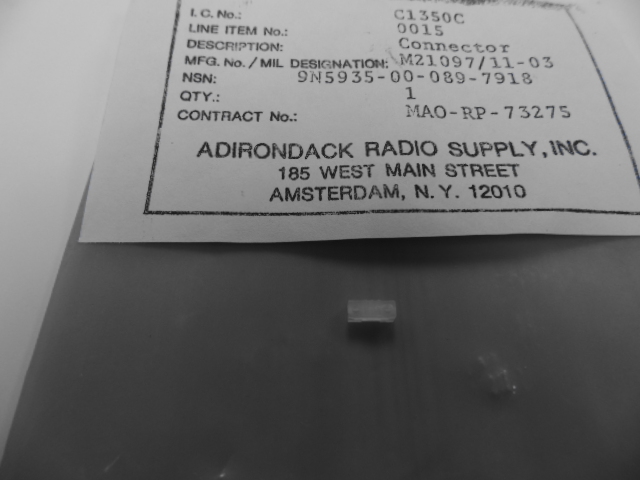 I.C. No.: C1350C
LINE ITEM No.: 0015
DESCRIPTION: Connector
MFG. No. / MIL DESIGNATION: M21097/11-03
NSN: 9N5935-00-089-7918
QTY.: 1
CONTRACT No.: MAO-RP-73275
ADIRONDACK RADIO SUPPLY, INC.
185 WEST MAIN STREET
AMSTERDAM, N.Y. 12010